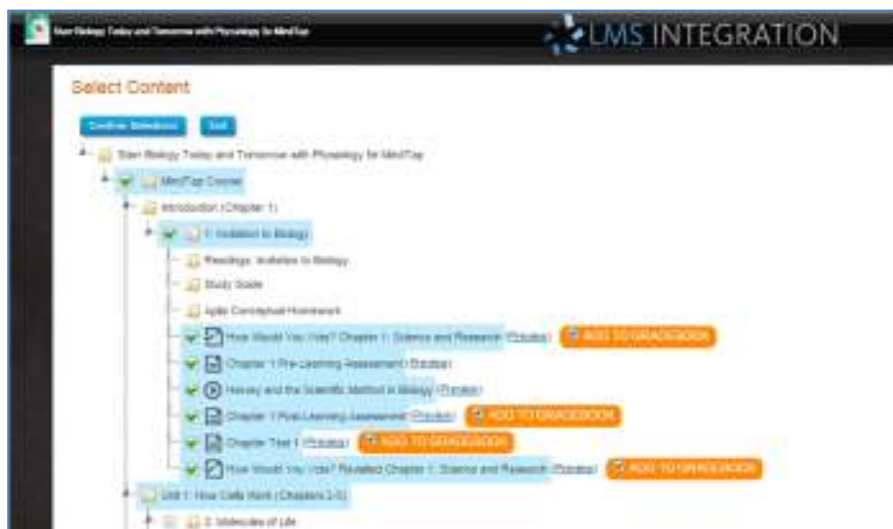 Starr Biology Today and Tomorrow with Physiology for MindTap
LMS INTEGRATION
Select Content
Confirm Selections
Exit
Starr Biology Today and Tomorrow with Physiology for MindTap
MindTap Course
Introduction (Chapter 1)
1: Invitation to Biology
Readings: Invitation to Biology
Study Guide
Aplia Conceptual Homework
How Would You Vote? Chapter 1: Science and Research (Preview) ADD TO GRADEBOOK
Chapter 1 Pre-Learning Assessment (Preview)
Harvey and the Scientific Method in Biology (Preview)
Chapter 1 Post-Learning Assessment (Preview) ADD TO GRADEBOOK
Chapter Test 1 (Preview) ADD TO GRADEBOOK
How Would You Vote? Revisited Chapter 1: Science and Research (Preview) ADD TO GRADEBOOK
Unit 1: How Cells Work (Chapters 2-5)
2: Molecules of Life